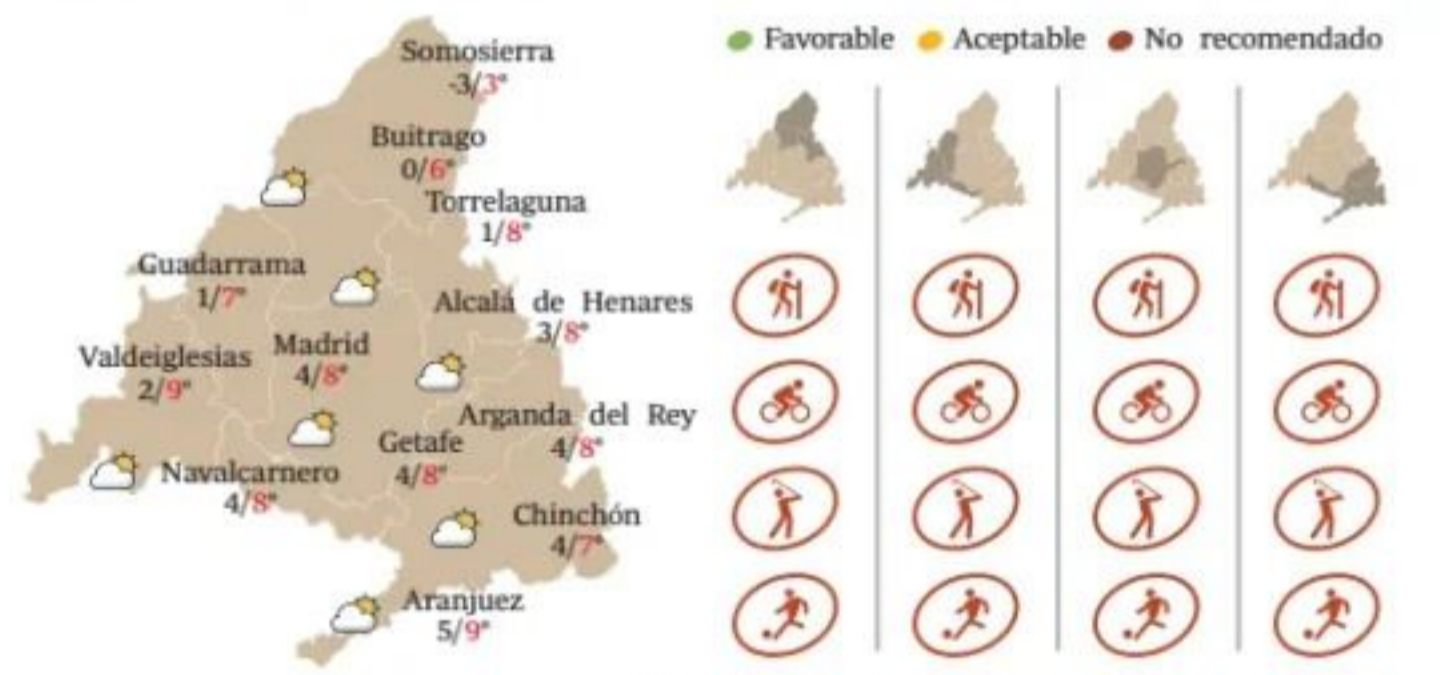 Somosierra
-3/3°
Buitrago
0/6°
Torrelaguna
1/8°
Guadarrama
1/7°
Alcalá de Henares
3/8°
Valdeiglesias
2/9°
Madrid
4/8°
Arganda del Rey
4/8°
Getafe
4/8°
Navalcarnero
4/8°
Chinchón
4/7°
Aranjuez
5/9°
Favorable Aceptable No recomendado